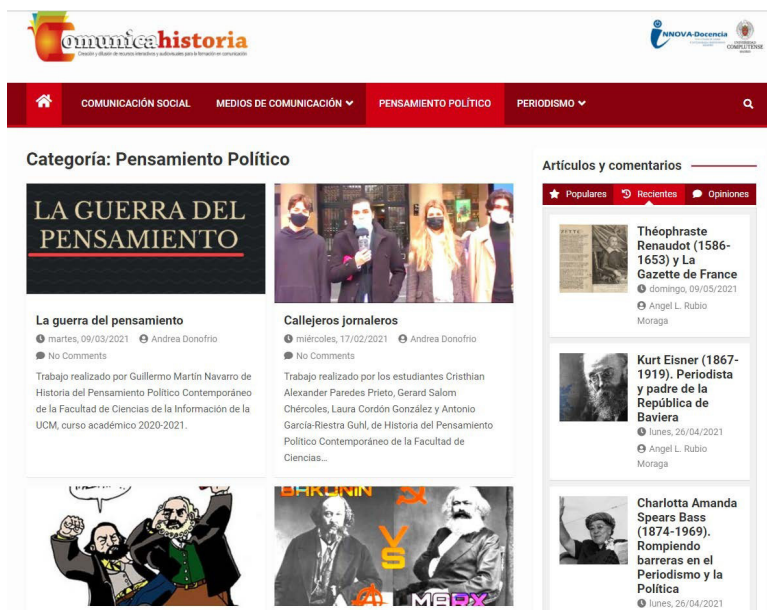 Comunicahistoria
Creación y difusión de recursos interactivos y audiovisuales para la formación en comunicación
INNOVA-Docencia
UNIVERSIDAD
COMPLUTENSE
MADRID
COMUNICACIÓN SOCIAL
MEDIOS DE COMUNICACIÓN
PENSAMIENTO POLÍTICO
PERIODISMO
Categoría: Pensamiento Político
LA GUERRA DEL
PENSAMIENTO
La guerra del pensamiento
martes, 09/03/2021 Andrea Donofrio
No Comments
Trabajo realizado por Guillermo Martín Navarro de
Historia del Pensamiento Político Contemporáneo
de la Facultad de Ciencias de la Información de la
UCM, curso académico 2020-2021.
Callejeros jornaleros
miércoles, 17/02/2021 Andrea Donofrio
No Comments
Trabajo realizado por los estudiantes Cristhian
Alexander Paredes Prieto, Gerard Salom
Chércoles, Laura Cordón González y Antonio
García-Riestra Guhl, de Historia del Pensamiento
Político Contemporáneo de la Facultad de
Ciencias...
BAKUNIN
VS
MARX
Artículos y comentarios
Populares
Recientes
Opiniones
Théophraste
Renaudot (1586-
1653) y La
Gazette de France
domingo, 09/05/2021
Angel L. Rubio
Moraga
Kurt Eisner (1867-
1919). Periodista
y padre de la
República de
Baviera
lunes, 26/04/2021
Angel L. Rubio
Moraga
Charlotta Amanda
Spears Bass
(1874-1969).
Rompiendo
barreras en el
Periodismo y la
Política
lunes, 26/04/2021